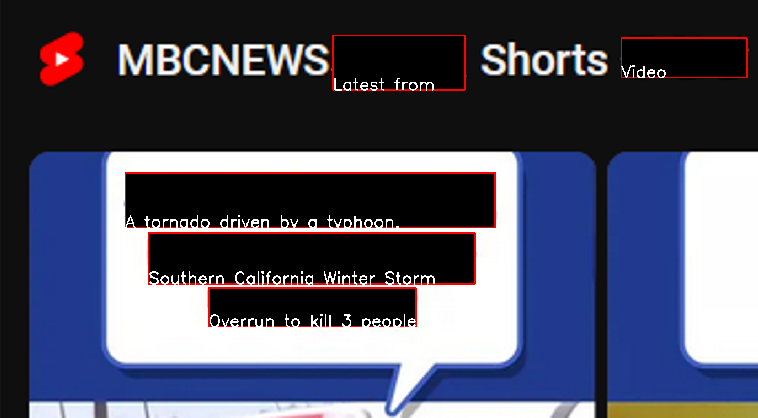 MBCNEWS Latest from Shorts Video
A tornado driven by a typhoon.
Southern California Winter Storm
Overrun to kill 3 people